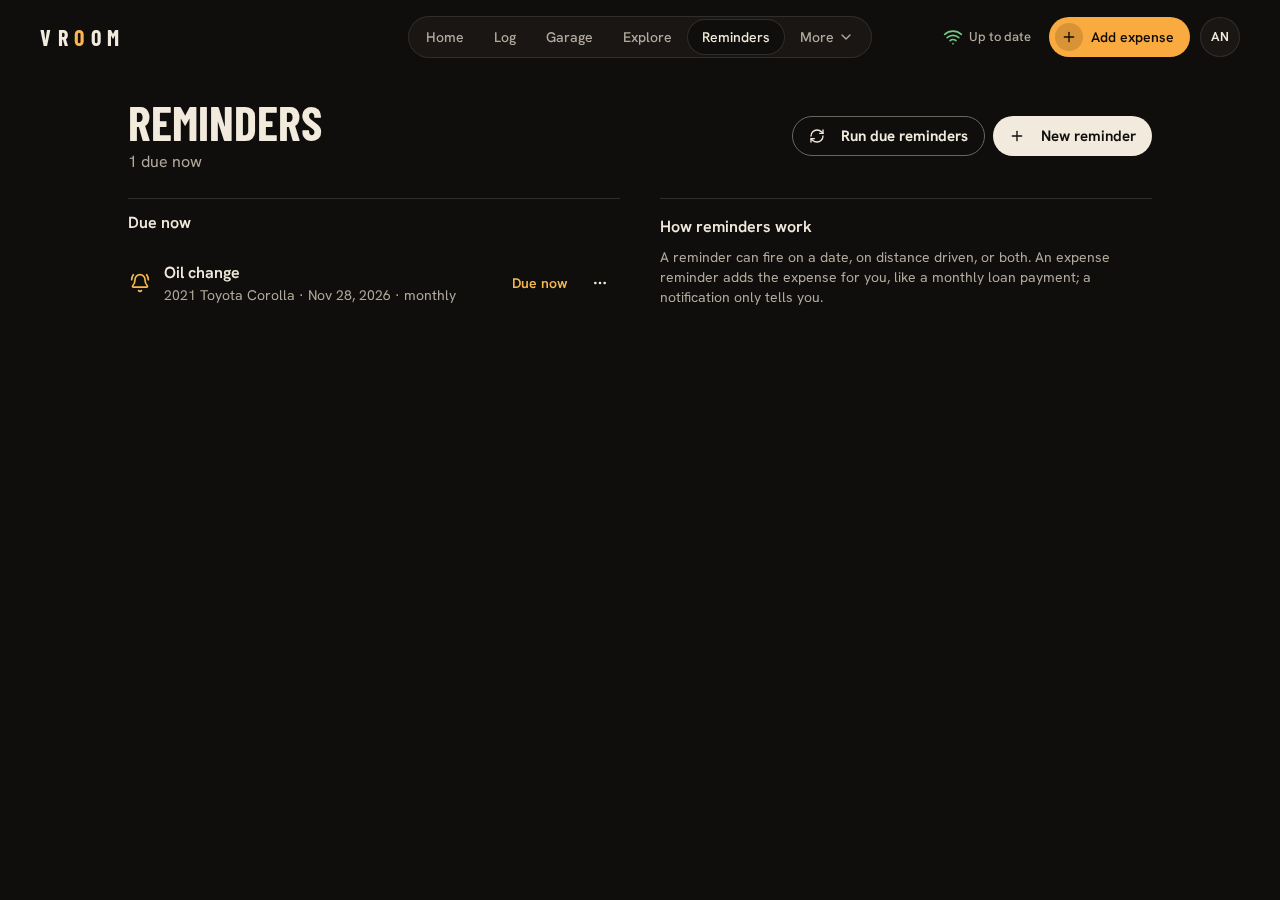 VROOM
Home Log Garage Explore Reminders More
Up to date
Add expense
AN
REMINDERS
1 due now
Run due reminders
New reminder
Due now
Oil change
2021 Toyota Corolla · Nov 28, 2026 · monthly
Due now
How reminders work
A reminder can fire on a date, on distance driven, or both. An expense
reminder adds the expense for you, like a monthly loan payment; a
notification only tells you.